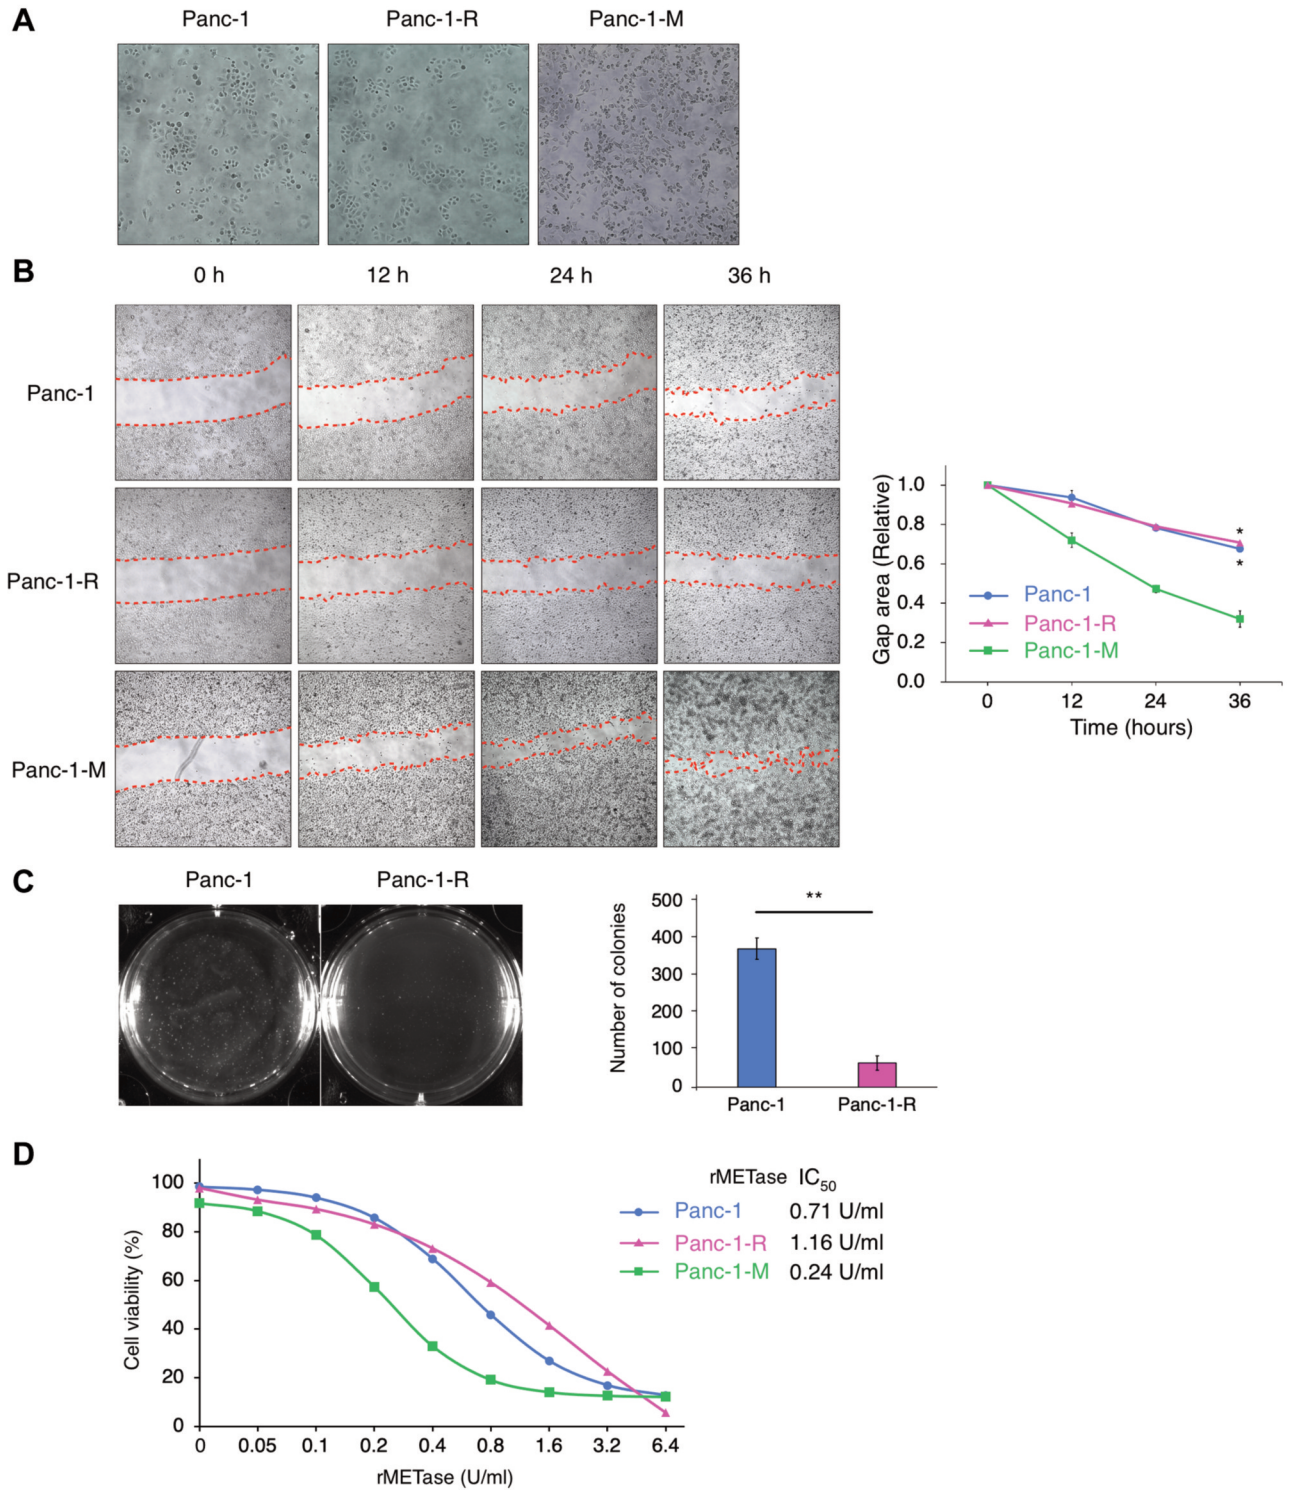 A
Panc-1 Panc-1-R Panc-1-M
B
0 h 12 h 24 h 36 h
Panc-1
Panc-1-R
Panc-1-M
Gap area (Relative)
1.0
0.8
0.6
0.4
0.2
0.0
*
*
Panc-1
Panc-1-R
Panc-1-M
0 12 24 36
Time (hours)
C
Panc-1 Panc-1-R
2
Number of colonies
500
400
300
200
100
0
**
Panc-1 Panc-1-R
D
Cell viability (%)
100
80
60
40
20
0
0 0.05 0.1 0.2 0.4 0.8 1.6 3.2 6.4
rMETase (U/ml)
rMETase IC50
Panc-1 0.71 U/ml
Panc-1-R 1.16 U/ml
Panc-1-M 0.24 U/ml